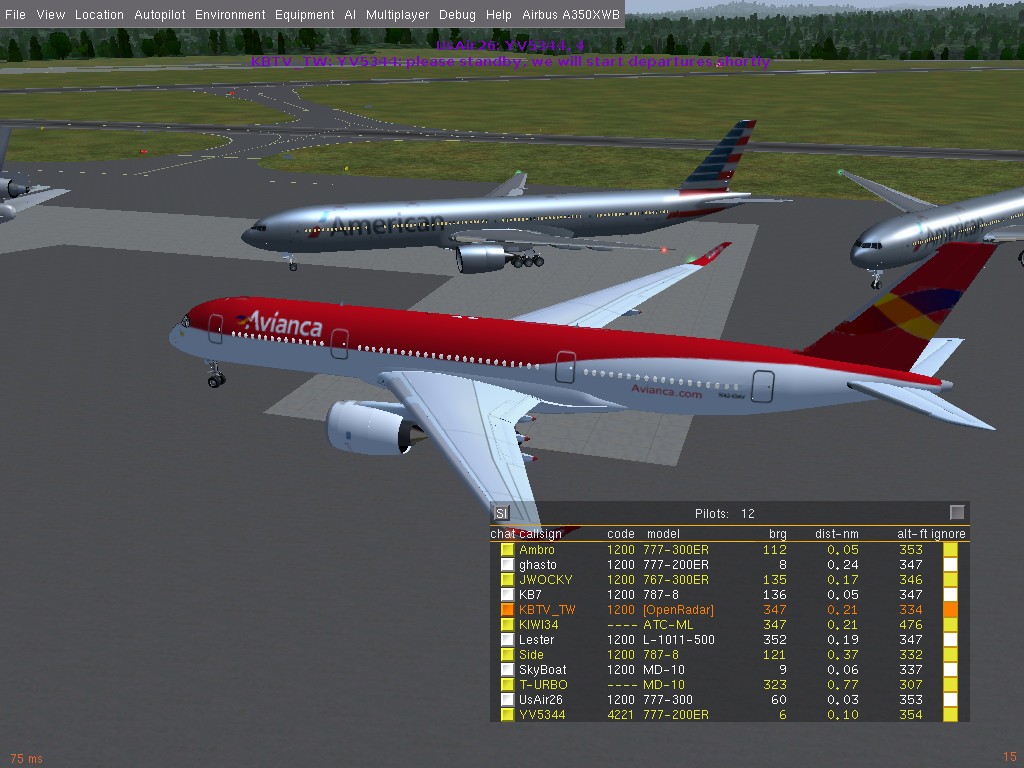 File View Location Autopilot Environment Equipment AI Multiplayer Debug Help Airbus A350XWB
UsAir26: YV5344, 4
KBTV_TW: YV5344; please standby, we will start departures shortly
American
Avianca
Avianca.com
SI Pilots: 12
chat callsign code model brg dist-nm alt-ft ignore
Ambro 1200 777-300ER 112 0.05 353
ghasto 1200 777-200ER 8 0.24 347
JWOCKY 1200 767-300ER 135 0.17 346
KB7 1200 787-8 136 0.05 347
KBTV_TW 1200 [OpenRadar] 347 0.21 334
KIWI34 ---- ATC-ML 347 0.21 476
Lester 1200 L-1011-500 352 0.19 347
Side 1200 787-8 121 0.37 332
SkyBoat 1200 MD-10 9 0.06 337
T-URBO ---- MD-10 323 0.77 307
UsAir26 1200 777-300 60 0.03 353
YV5344 4221 777-200ER 6 0.10 354
75 ms
15